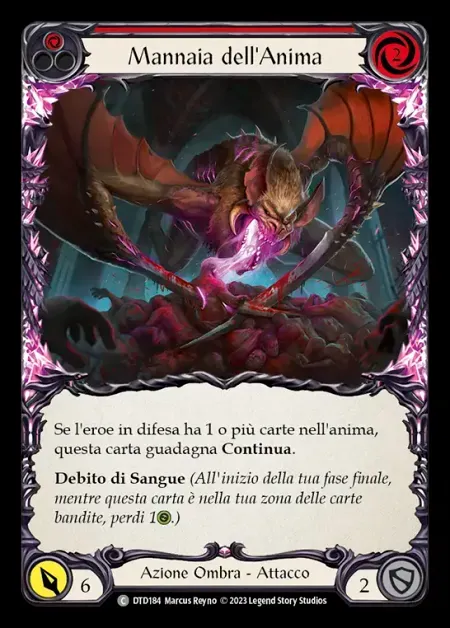 Mannaia dell'Anima
2
Se l'eroe in difesa ha 1 o più carte nell'anima,
questa carta guadagna Continua.
Debito di Sangue (All'inizio della tua fase finale,
mentre questa carta è nella tua zona delle carte
bandite, perdi 1.)
6
Azione Ombra - Attacco
2
C DTD184 Marcus Reyno © 2023 Legend Story Studios